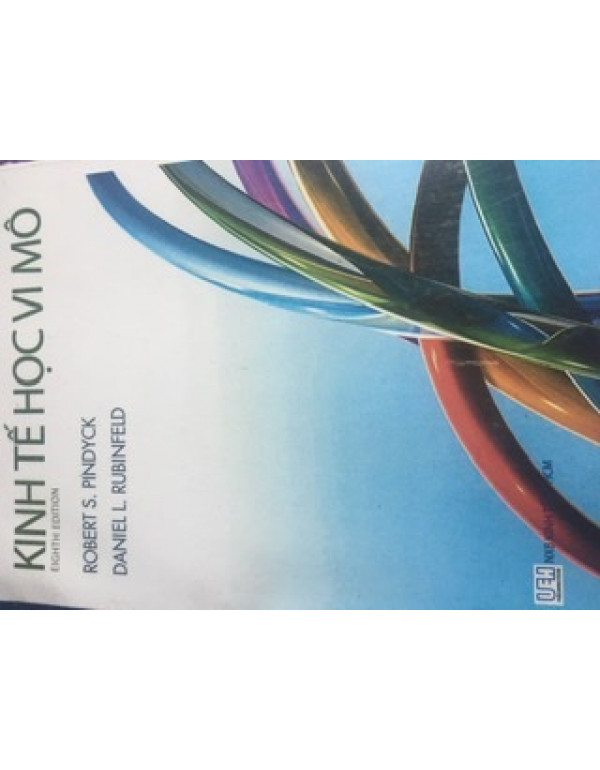 KINH TẾ HỌC VI MÔ
EIGHTH EDITION
ROBERT S. PINDYCK
DANIEL L. RUBINFELD
UEH